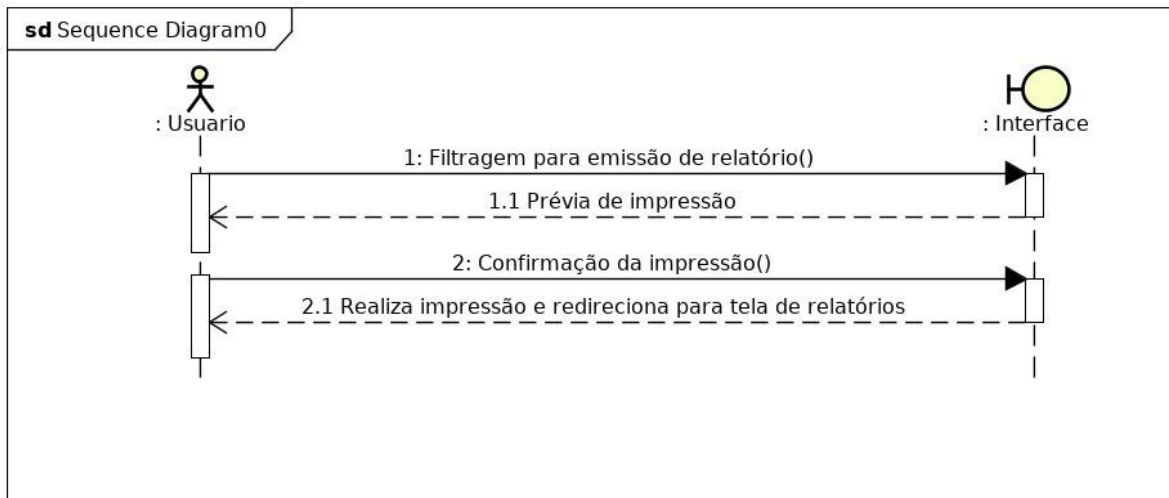 sd Sequence Diagram0
: Usuario
: Interface
1: Filtragem para emissão de relatório()
1.1 Prévia de impressão
2: Confirmação da impressão()
2.1 Realiza impressão e redireciona para tela de relatórios